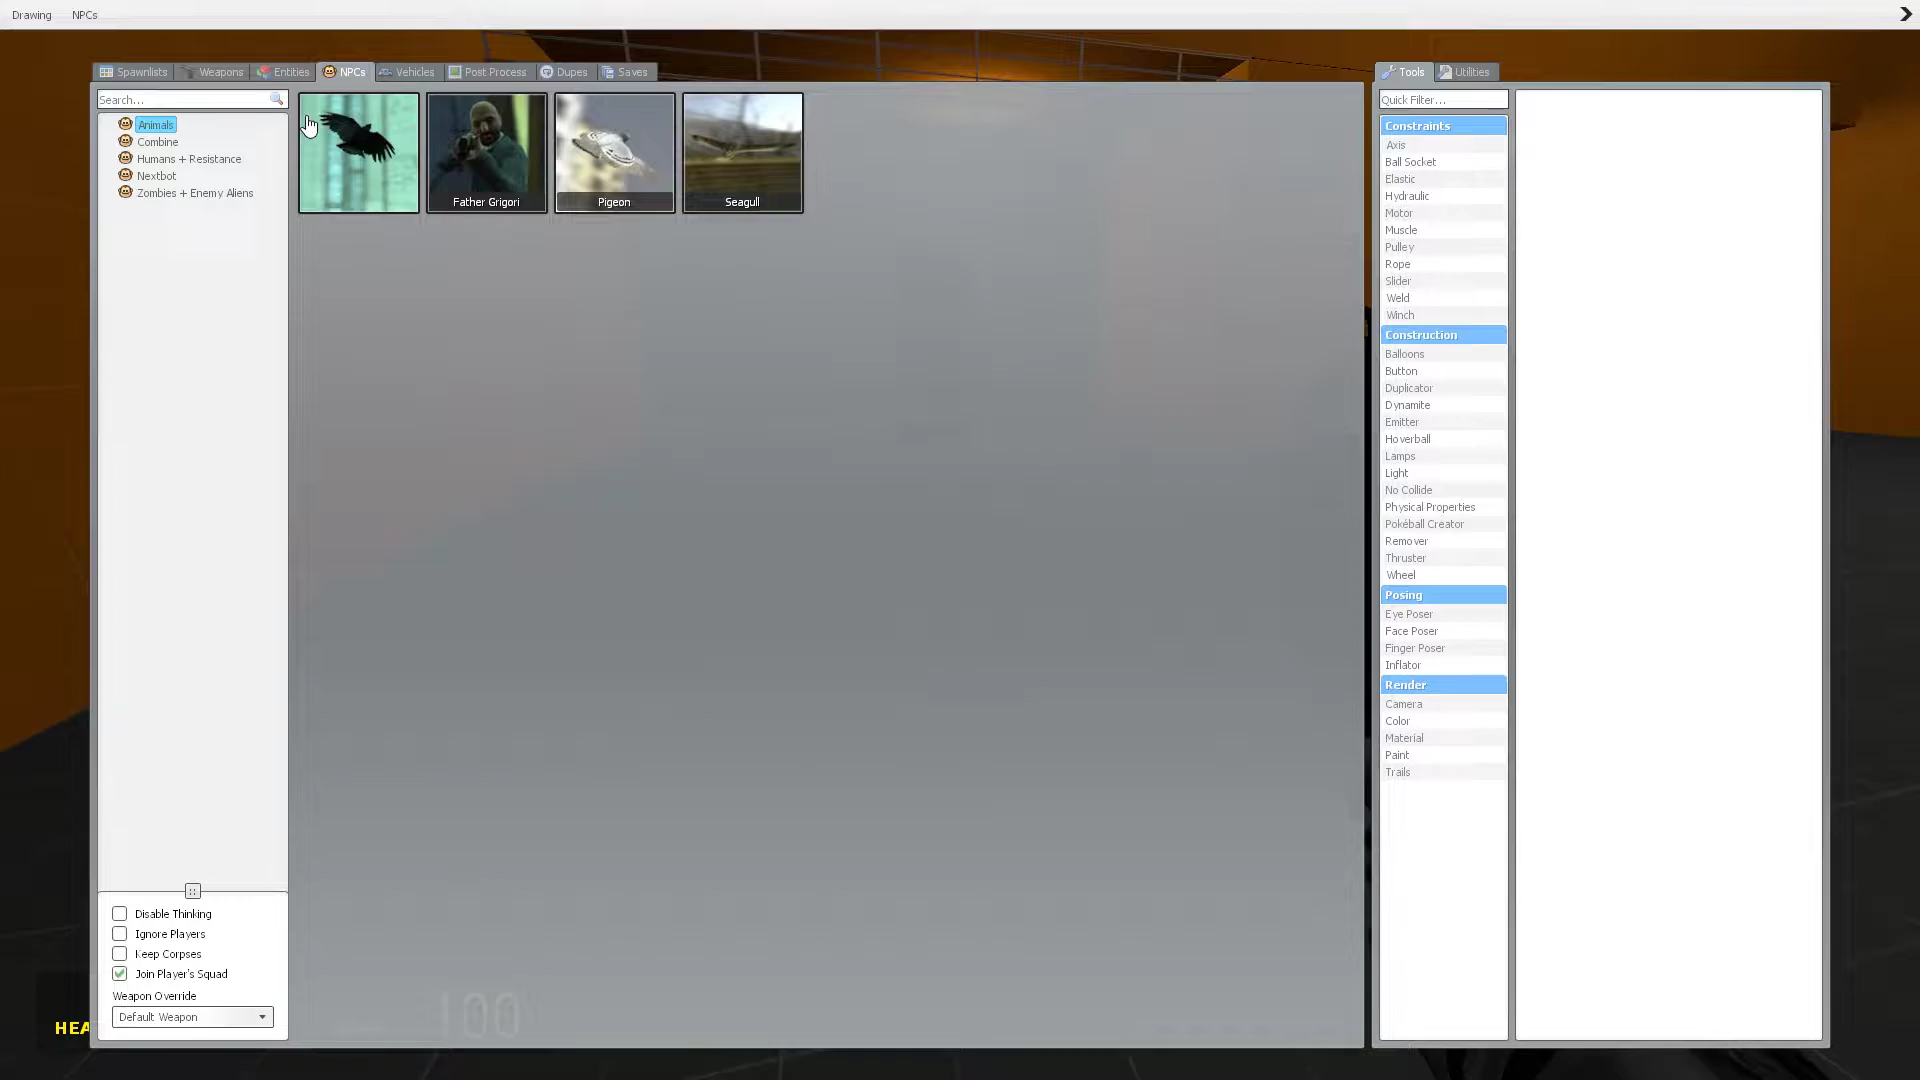 Drawing NPCs
Spawnlists Weapons Entities NPCs Vehicles Post Process Dupes Saves
Search...
Animals
Combine
Humans + Resistance
Nextbot
Zombies + Enemy Aliens
Father Grigori Pigeon Seagull
Disable Thinking
Ignore Players
Keep Corpses
Join Player's Squad
Weapon Override
Default Weapon
HEA
100
Tools Utilities
Quick Filter...
Constraints
Axis
Ball Socket
Elastic
Hydraulic
Motor
Muscle
Pulley
Rope
Slider
Weld
Winch
Construction
Balloons
Button
Duplicator
Dynamite
Emitter
Hoverball
Lamps
Light
No Collide
Physical Properties
Pokéball Creator
Remover
Thruster
Wheel
Posing
Eye Poser
Face Poser
Finger Poser
Inflator
Render
Camera
Color
Material
Paint
Trails